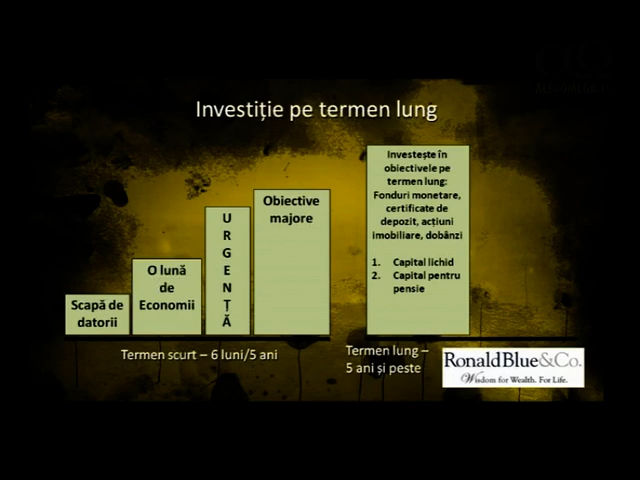 Investiție pe termen lung
Scapă de
datorii
O lună
de
Economii
U
R
G
E
N
Ț
Ă
Obiective
majore
Investește în
obiectivele pe
termen lung:
Fonduri monetare,
certificate de
depozit, acțiuni
imobiliare, dobânzi
1. Capital lichid
2. Capital pentru
pensie
Termen scurt – 6 luni/5 ani
Termen lung –
5 ani și peste
RonaldBlue&Co.
Wisdom for Wealth. For Life.